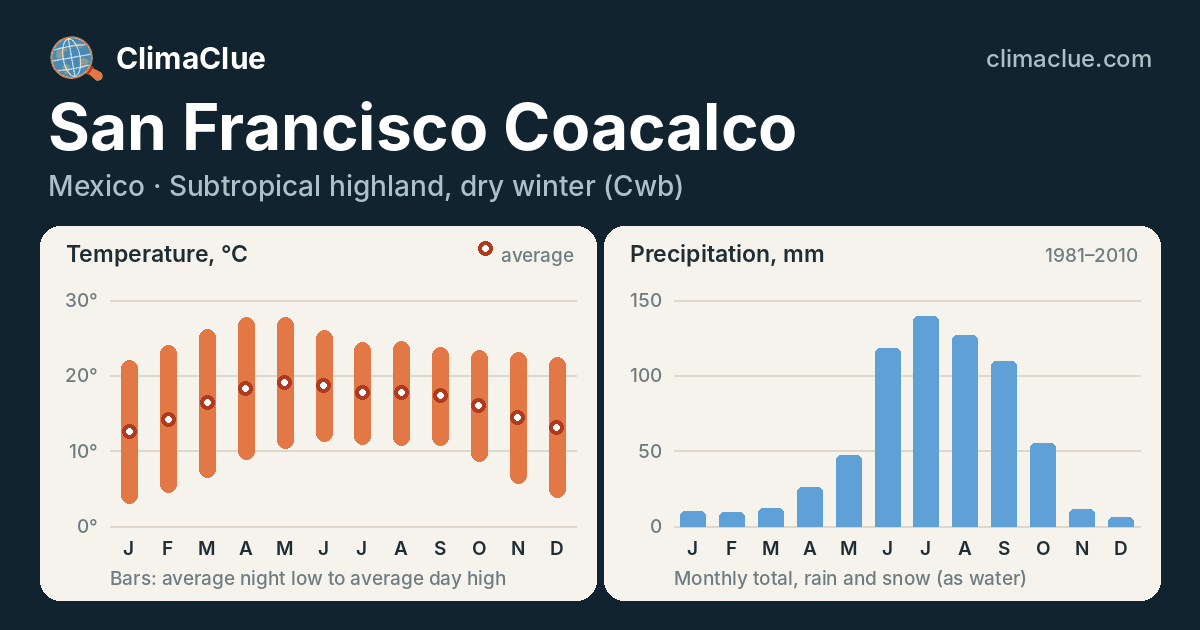 ClimaClue
climaclue.com
San Francisco Coacalco
Mexico · Subtropical highland, dry winter (Cwb)
Temperature, °C
average
30°
20°
10°
0°
J F M A M J J A S O N D
Bars: average night low to average day high
Precipitation, mm
1981–2010
150
100
50
0
J F M A M J J A S O N D
Monthly total, rain and snow (as water)